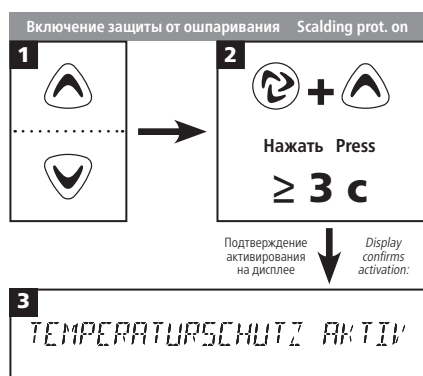 Включение защиты от ошпаривания Scalding prot. on
1
2
+
Нажать Press
≥ 3 с
Подтверждение
активирования
на дисплее
Display
confirms
activation:
3
TEMPERATURSCHUTZ AKTIV